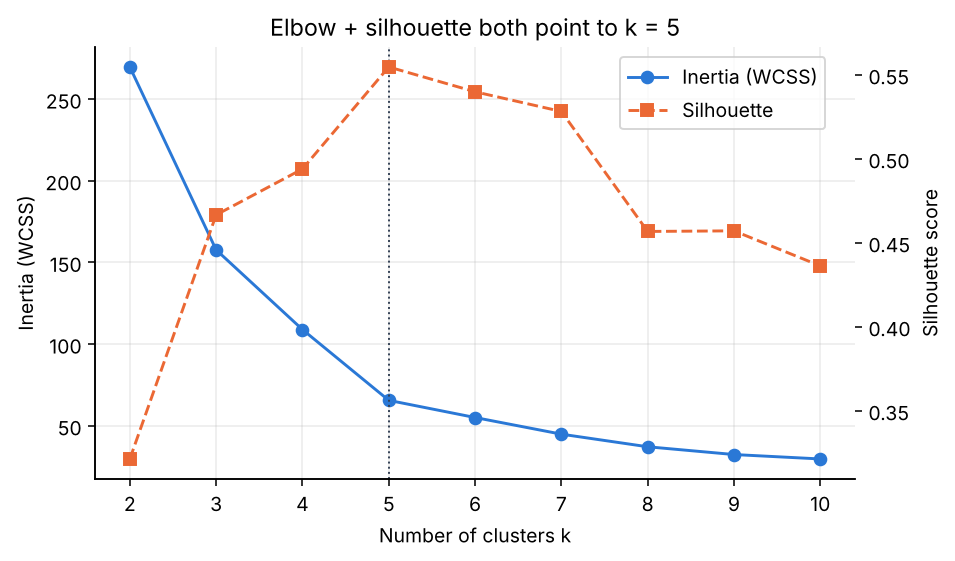 Elbow + silhouette both point to k = 5
Inertia (WCSS)
Silhouette
250
200
150
100
50
Inertia (WCSS)
0.55
0.50
0.45
0.40
0.35
Silhouette score
2 3 4 5 6 7 8 9 10
Number of clusters k